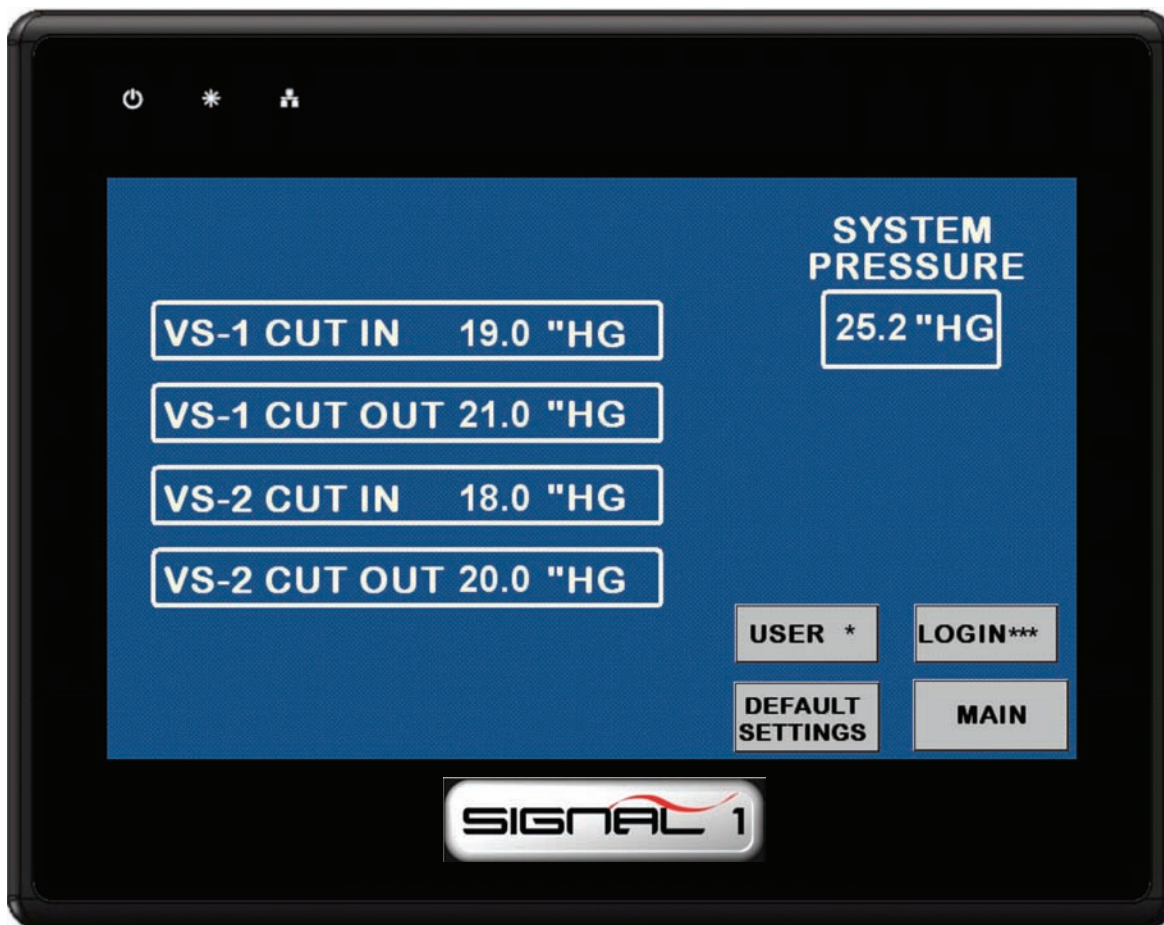 SYSTEM
PRESSURE
25.2 "HG
VS-1 CUT IN 19.0 "HG
VS-1 CUT OUT 21.0 "HG
VS-2 CUT IN 18.0 "HG
VS-2 CUT OUT 20.0 "HG
USER *
LOGIN***
DEFAULT
SETTINGS
MAIN
SIGNAL 1